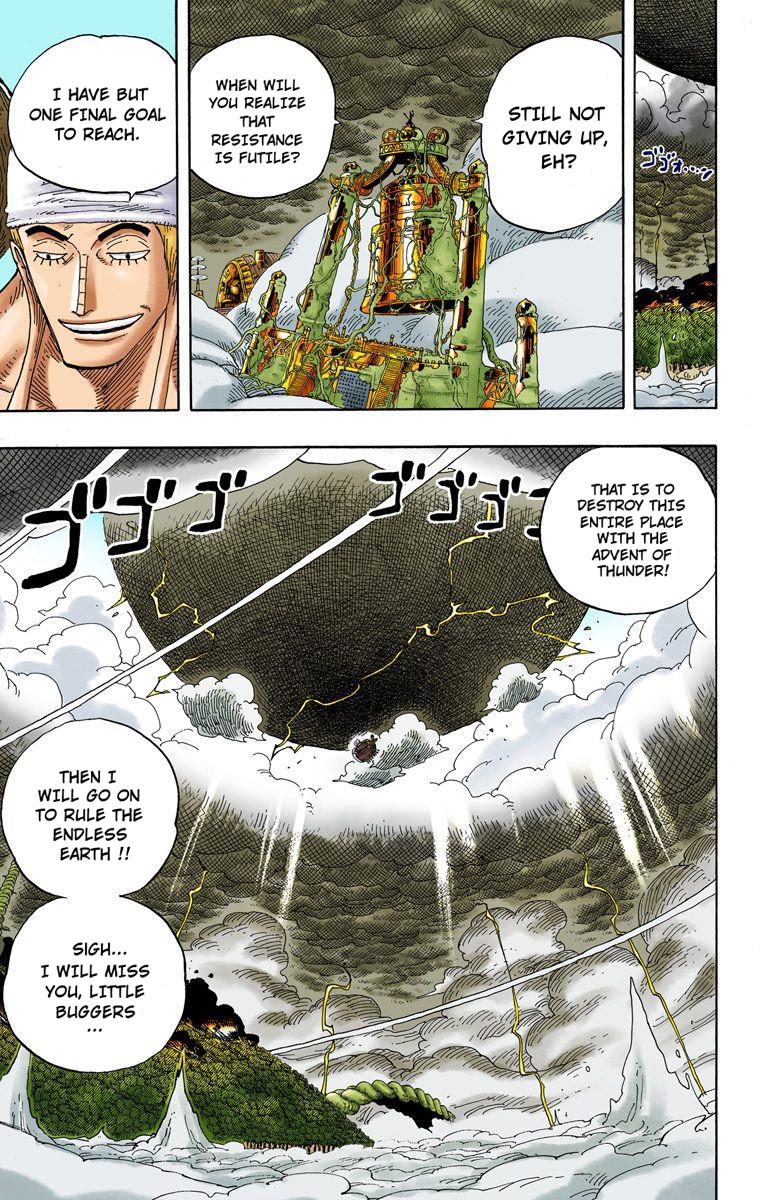 ゴゴォ...ン
STILL NOT
GIVING UP,
EH?
WHEN WILL
YOU REALIZE
THAT
RESISTANCE
IS FUTILE?
I HAVE BUT
ONE FINAL GOAL
TO REACH.
THAT IS TO
DESTROY THIS
ENTIRE PLACE
WITH THE
ADVENT OF
THUNDER!
ゴゴゴ
ゴゴゴゴ
THEN I
WILL GO ON
TO RULE THE
ENDLESS
EARTH !!
SIGH...
I WILL MISS
YOU, LITTLE
BUGGERS
...